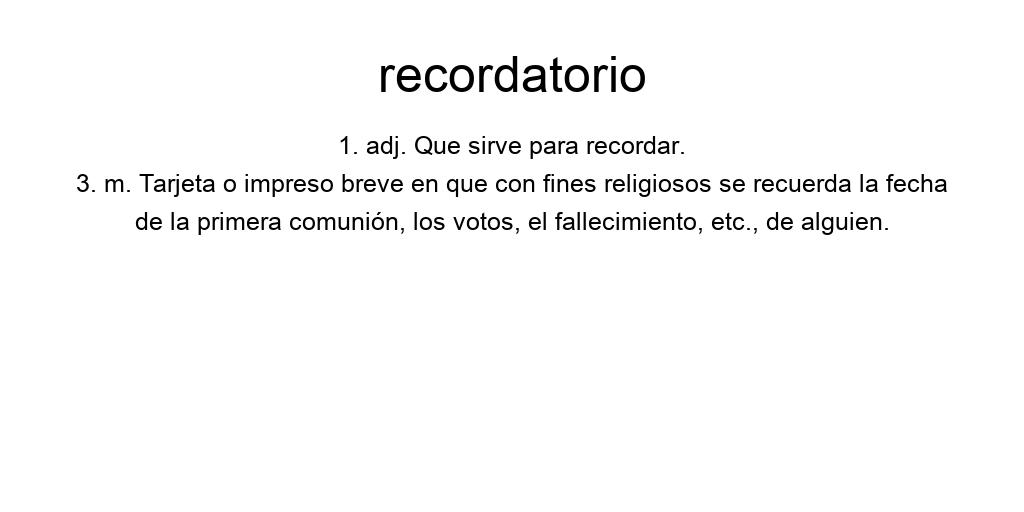 recordatorio
1. adj. Que sirve para recordar.
3. m. Tarjeta o impreso breve en que con fines religiosos se recuerda la fecha
de la primera comunión, los votos, el fallecimiento, etc., de alguien.